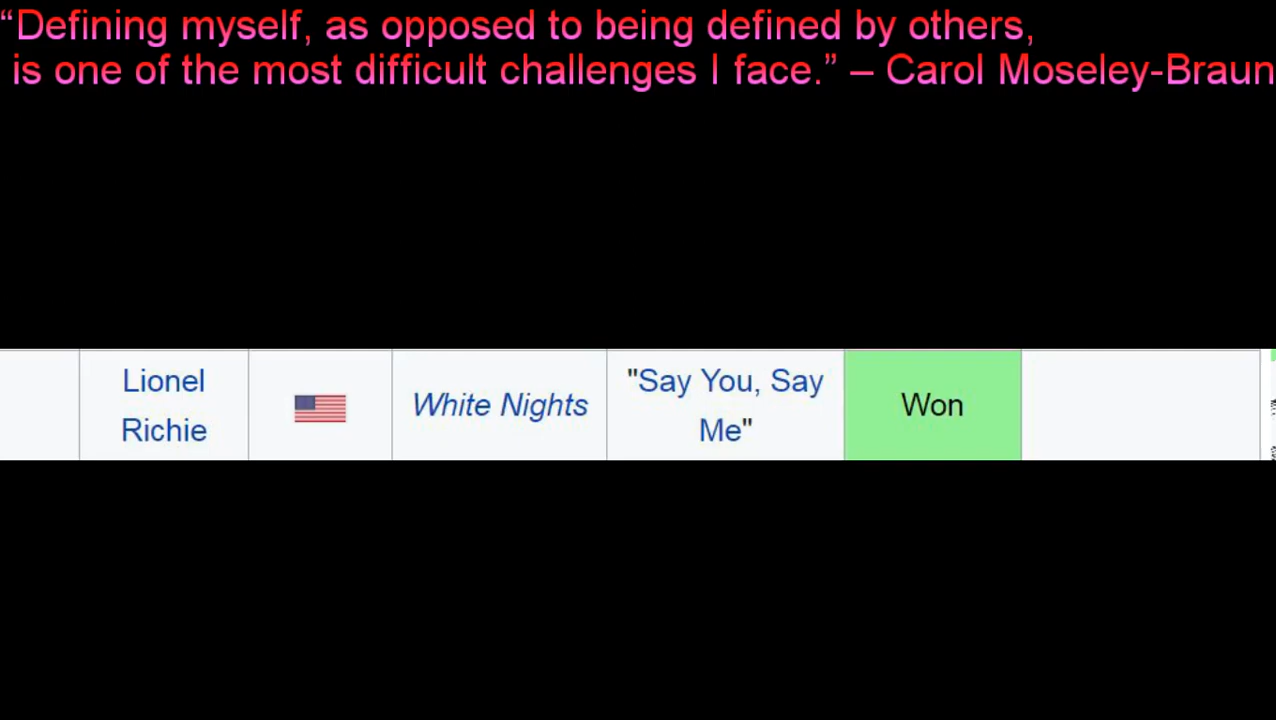 “Defining myself, as opposed to being defined by others,
is one of the most difficult challenges I face.” – Carol Moseley-Braun
Lionel
Richie
White Nights
"Say You, Say
Me"
Won